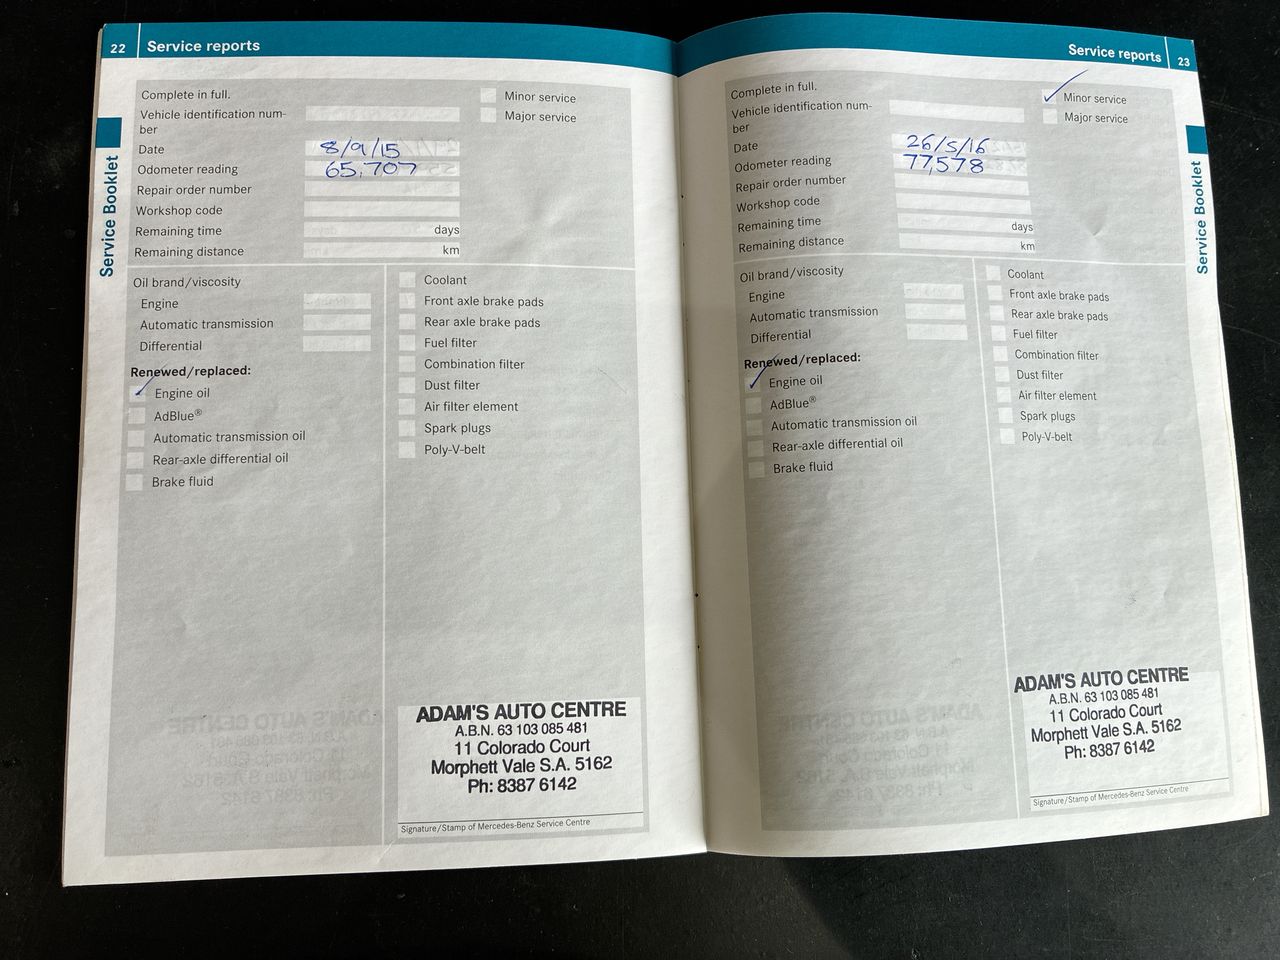 22 Service reports
Service Booklet
Complete in full.
Minor service
Vehicle identification num-
ber
Major service
Date 8/9/15
Odometer reading 65,707
Repair order number
Workshop code
Remaining time days
Remaining distance km
Oil brand/viscosity
Engine
Automatic transmission
Differential
Renewed/replaced:
Engine oil
AdBlue®
Automatic transmission oil
Rear-axle differential oil
Brake fluid
Coolant
Front axle brake pads
Rear axle brake pads
Fuel filter
Combination filter
Dust filter
Air filter element
Spark plugs
Poly-V-belt
ADAM'S AUTO CENTRE
A.B.N. 63 103 085 481
11 Colorado Court
Morphett Vale S.A. 5162
Ph: 8387 6142
Signature/Stamp of Mercedes-Benz Service Centre
Service reports 23
Service Booklet
Complete in full.
Minor service
Vehicle identification num-
ber
Major service
Date 26/5/16
Odometer reading 77,578
Repair order number
Workshop code
Remaining time days
Remaining distance km
Oil brand/viscosity
Engine
Automatic transmission
Differential
Renewed/replaced:
Engine oil
AdBlue®
Automatic transmission oil
Rear-axle differential oil
Brake fluid
Coolant
Front axle brake pads
Rear axle brake pads
Fuel filter
Combination filter
Dust filter
Air filter element
Spark plugs
Poly-V-belt
ADAM'S AUTO CENTRE
A.B.N. 63 103 085 481
11 Colorado Court
Morphett Vale S.A. 5162
Ph: 8387 6142
Signature/Stamp of Mercedes-Benz Service Centre